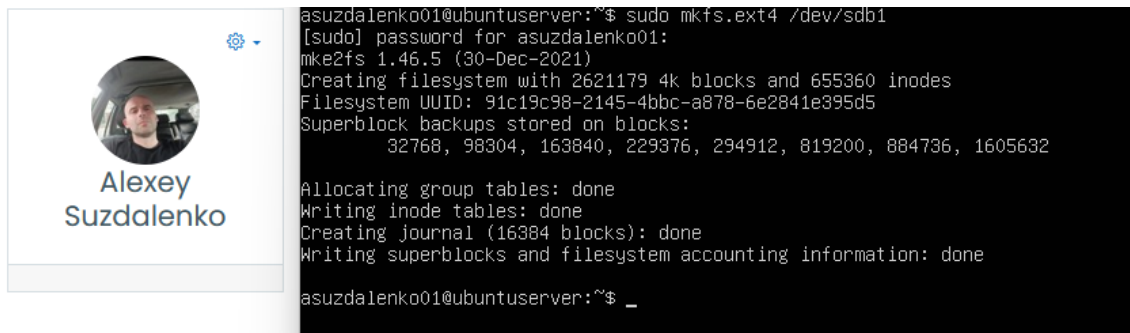 Alexey
Suzdalenko
asuzdalenko01@ubuntuserver:~$ sudo mkfs.ext4 /dev/sdb1
[sudo] password for asuzdalenko01:
mke2fs 1.46.5 (30-Dec-2021)
Creating filesystem with 2621179 4k blocks and 655360 inodes
Filesystem UUID: 91c19c98-2145-4bbc-a878-6e2841e395d5
Superblock backups stored on blocks:
        32768, 98304, 163840, 229376, 294912, 819200, 884736, 1605632
Allocating group tables: done
Writing inode tables: done
Creating journal (16384 blocks): done
Writing superblocks and filesystem accounting information: done
asuzdalenko01@ubuntuserver:~$ _